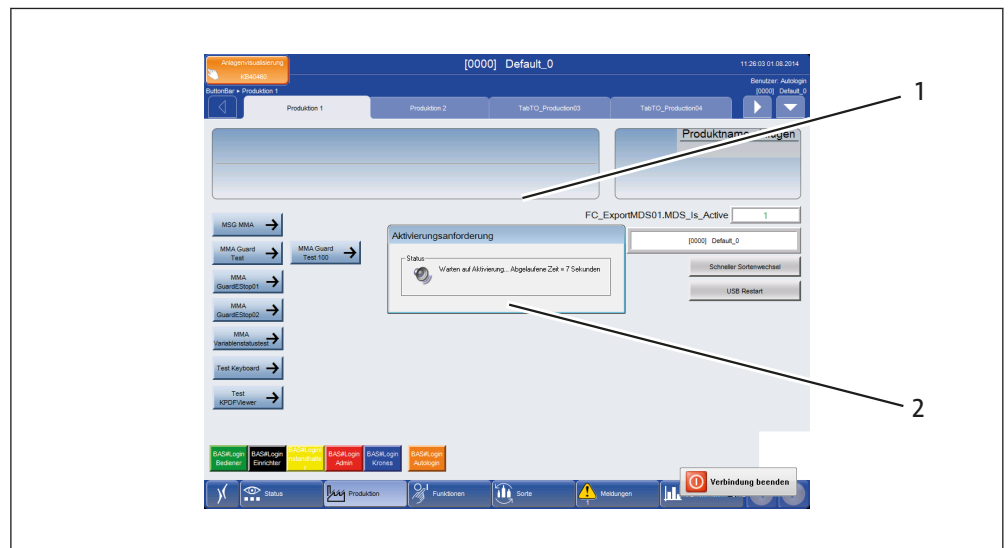 Anlagenvisualisierung
KB40460
[0000] Default_0
11:26:03 01.08.2014
Benutzer: Autologin
ButtonBar ▸ Produktion 1
[0000] Default_0
Produktion 1
Produktion 2
TabTO_Production03
TabTO_Production04
1
FC_ExportMDS01.MDS_Is_Active
1
[0000] Default_0
Schneller Sortenwechsel
USB Restart
MSG MMA
MMA Guard
Test
MMA Guard
Test 100
MMA
GuardEStop01
MMA
GuardEStop02
MMA
Variablenstatustest
Test Keyboard
Test
KPDFViewer
Aktivierungsanforderung
Status
Warten auf Aktivierung... Abgelaufene Zeit = 7 Sekunden
2
BAS#Login
Bediener
BAS#Login
Einrichter
BAS#Login
Admin
BAS#Login
Krones
BAS#Login
Autologin
Verbindung beenden
Status
Produktion
Funktionen
Sorte
Meldungen